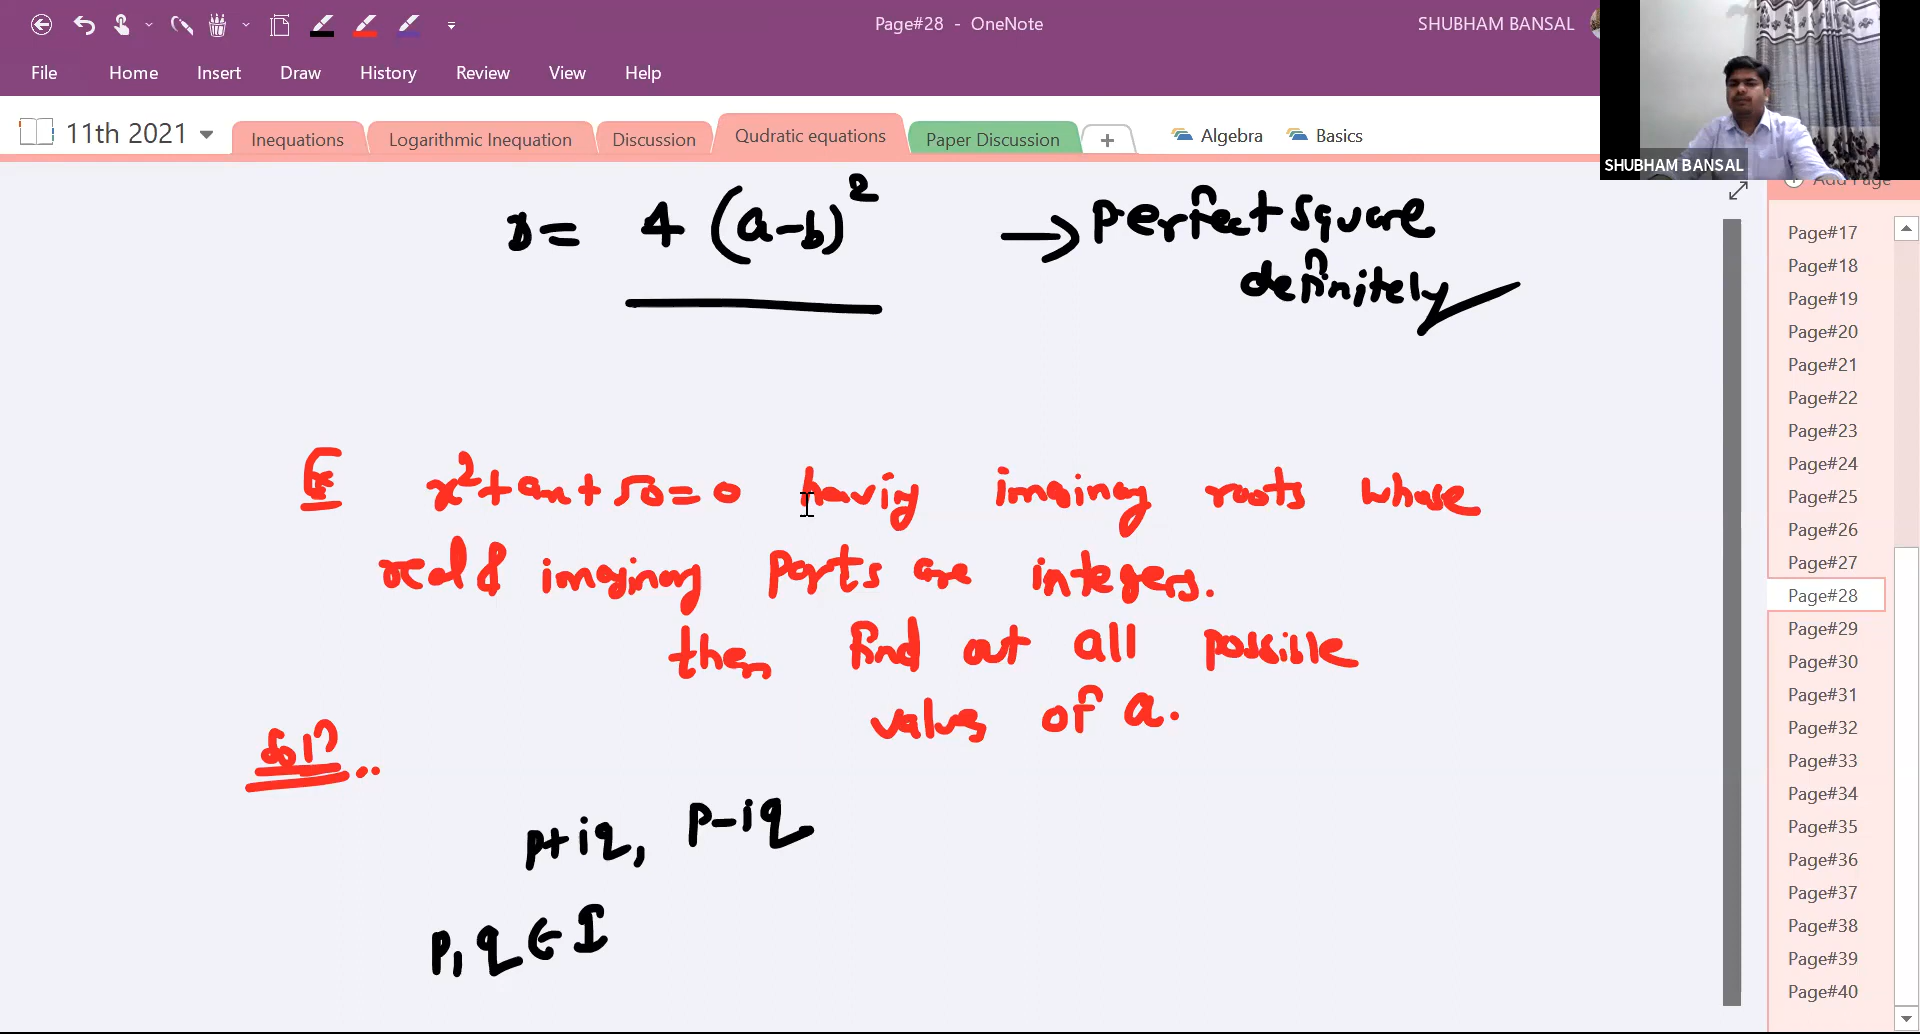 Page#28 - OneNote
SHUBHAM BANSAL
File Home Insert Draw History Review View Help
11th 2021
Inequations
Logarithmic Inequation
Discussion
Qudratic equations
Paper Discussion
+
Algebra
Basics
SHUBHAM BANSAL
Add Page
D= 4 (a-b)² → perfect square
definitely
Ex x²+ax+50=0 having imaginary roots whose
real & imaginary parts are integers.
then find out all possible
values of a.
Solⁿ..
p+iq, p-iq
p,q∈I
Page#17
Page#18
Page#19
Page#20
Page#21
Page#22
Page#23
Page#24
Page#25
Page#26
Page#27
Page#28
Page#29
Page#30
Page#31
Page#32
Page#33
Page#34
Page#35
Page#36
Page#37
Page#38
Page#39
Page#40